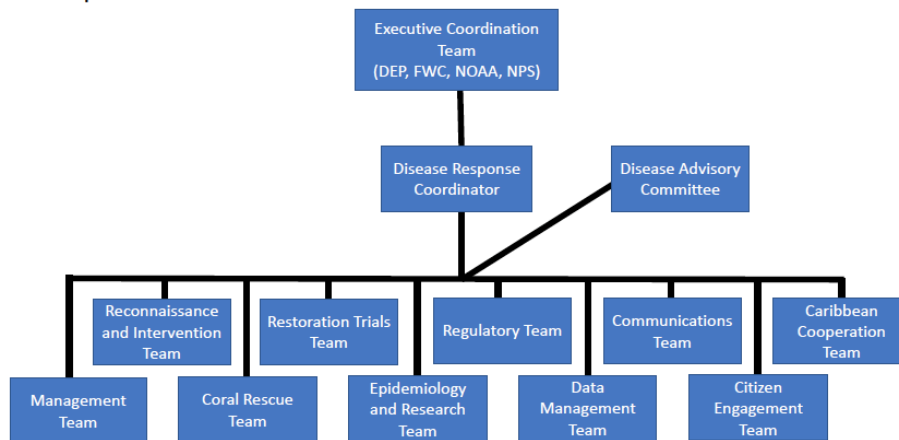 Executive Coordination
Team
(DEP, FWC, NOAA, NPS)
Disease Response
Coordinator
Disease Advisory
Committee
Reconnaissance
and Intervention
Team
Restoration Trials
Team
Regulatory Team
Communications
Team
Caribbean
Cooperation
Team
Management
Team
Coral Rescue
Team
Epidemiology
and Research
Team
Data
Management
Team
Citizen
Engagement
Team